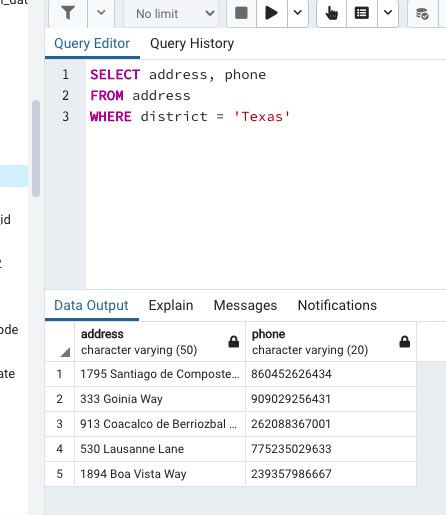 _dat
No limit
Query Editor Query History
1 SELECT address, phone
2 FROM address
3 WHERE district = 'Texas'
_id
ode
ate
Data Output Explain Messages Notifications
address phone
character varying (50) character varying (20)
1 1795 Santiago de Composte... 860452626434
2 333 Goinia Way 909029256431
3 913 Coacalco de Berriozbal ... 262088367001
4 530 Lausanne Lane 775235029633
5 1894 Boa Vista Way 239357986667